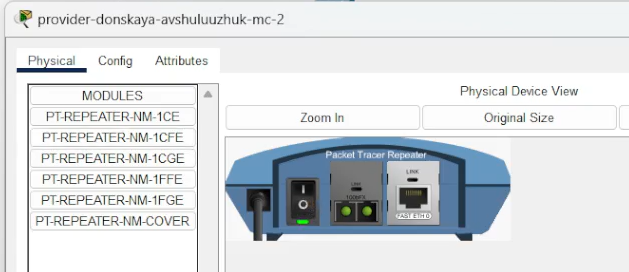 provider-donskaya-avshuluuzhuk-mc-2
Physical Config Attributes
MODULES
PT-REPEATER-NM-1CE
PT-REPEATER-NM-1CFE
PT-REPEATER-NM-1CGE
PT-REPEATER-NM-1FFE
PT-REPEATER-NM-1FGE
PT-REPEATER-NM-COVER
Physical Device View
Zoom In Original Size
Packet Tracer Repeater
LINK LINK
100MFX
FAST ETH 0